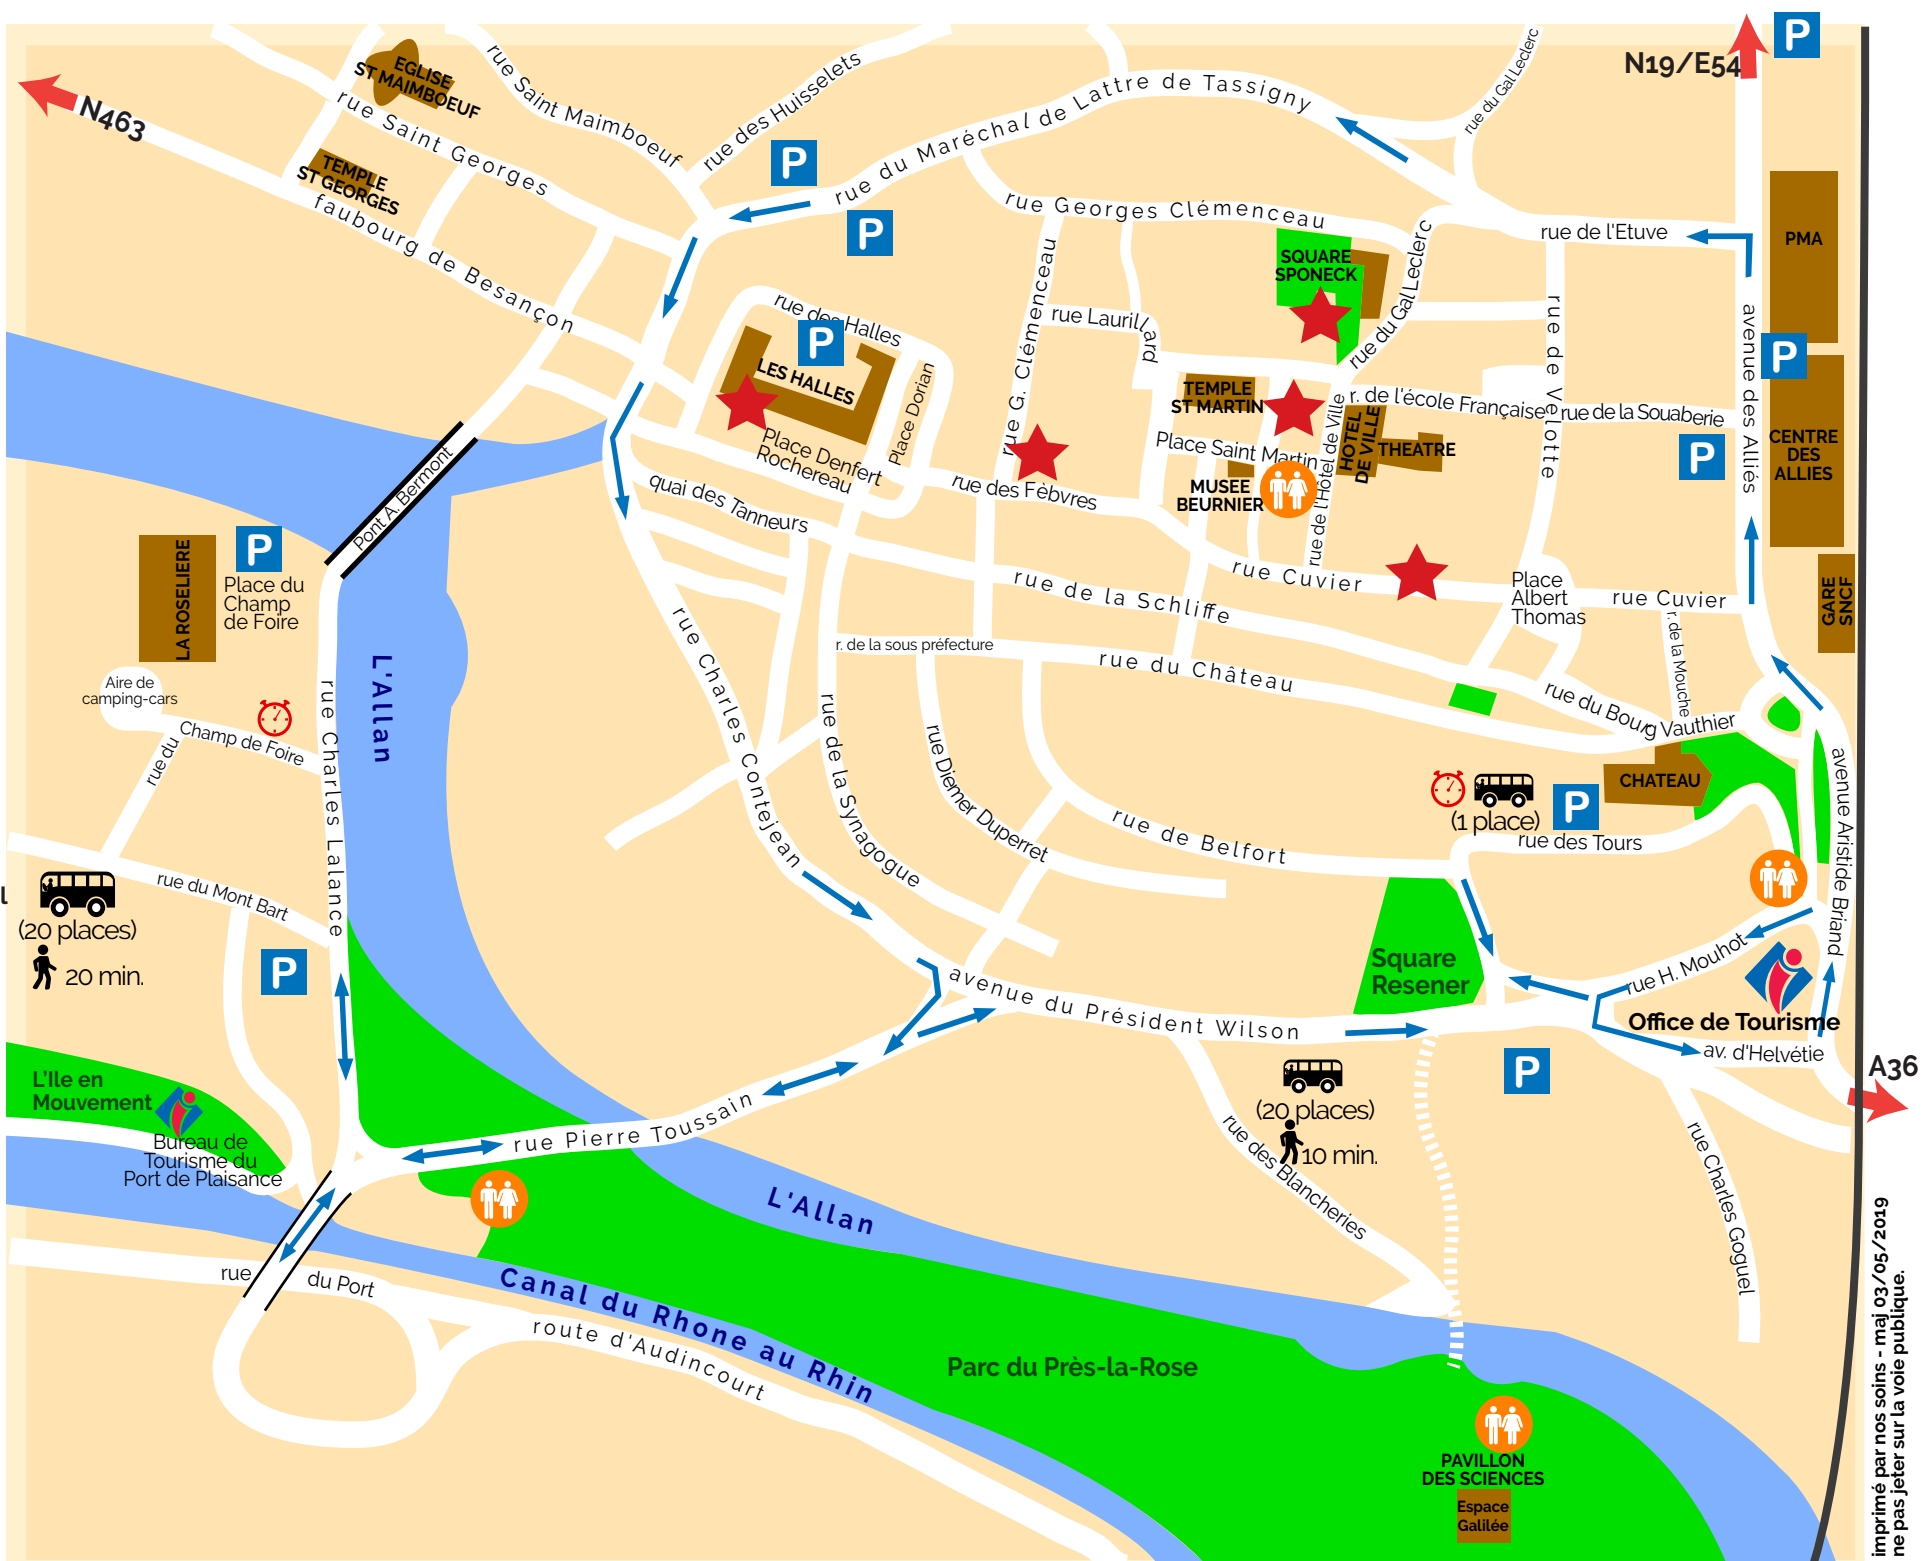 N19/E54
P
N463
EGLISE
ST MAIMBOEUF
rue Saint Maimboeuf
rue des Huisselets
rue du Maréchal de Lattre de Tassigny
rue du Gal Leclerc
rue Saint Georges
TEMPLE
ST GEORGES
faubourg de Besançon
P
P
rue Georges Clémenceau
rue de l'Etuve
PMA
SQUARE
SPONECK
rue du Gal Leclerc
rue des Halles
P
LES HALLES
Place Dorian
Place Denfert
Rochereau
rue G. Clémenceau
rue Laurillard
TEMPLE
ST MARTIN
Place Saint Martin
MUSEE
BEURNIER
rue de l'Hôtel de Ville
HOTEL
DE VILLE
THEATRE
r. de l'école Française
rue de Velotte
rue de la Souaberie
avenue des Alliés
P
P
CENTRE
DES
ALLIES
GARE
SNCF
Pont A. Bermont
quai des Tanneurs
rue des Fèbvres
rue Cuvier
Place
Albert
Thomas
rue Cuvier
r. de la Mouche
LA ROSELIERE
P
Place du
Champ
de Foire
L'Allan
rue de la Schliffe
r. de la sous préfecture
rue du Château
rue du Bourg Vauthier
Aire de
camping-cars
Champ de Foire
rue du
rue Charles Lalance
rue Charles Contejean
rue de la Synagogue
rue Diemer Duperret
rue de Belfort
(1 place)
P
CHATEAU
rue des Tours
avenue Aristide Briand
l
(20 places)
20 min.
rue du Mont Bart
P
Square
Resener
rue H. Mouhot
Office de Tourisme
av. d'Helvétie
A36
avenue du Président Wilson
P
(20 places)
10 min.
rue des Blancheries
rue Charles Goguel
L'Ile en
Mouvement
Bureau de
Tourisme du
Port de Plaisance
rue Pierre Toussain
L'Allan
rue
du Port
Canal du Rhone au Rhin
route d'Audincourt
Parc du Près-la-Rose
PAVILLON
DES SCIENCES
Espace
Galilée
imprimé par nos soins - maj 03/05/2019
ne pas jeter sur la voie publique.